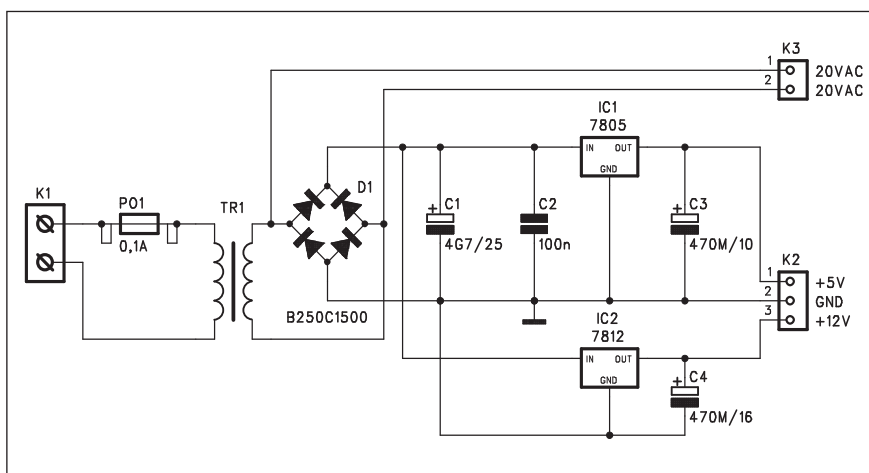 K3
1
20VAC
2
20VAC
IC1
7805
IN
OUT
GND
K1
PO1
0,1A
TR1
D1
+
C1
4G7/25
C2
100n
+
C3
470M/10
K2
1
+5V
2
GND
3
+12V
B250C1500
IC2
7812
IN
OUT
GND
+
C4
470M/16